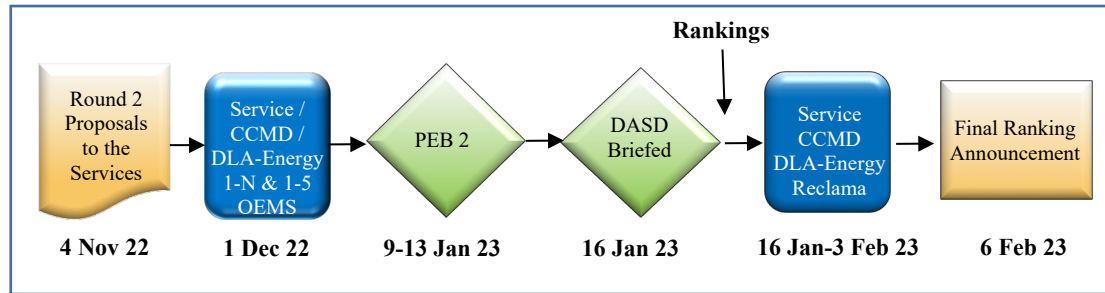 Rankings
Round 2
Proposals
to the
Services
Service /
CCMD /
DLA-Energy
1-N & 1-5
OEMS
PEB 2
DASD
Briefed
Service
CCMD
DLA-Energy
Reclama
Final Ranking
Announcement
4 Nov 22
1 Dec 22
9-13 Jan 23
16 Jan 23
16 Jan-3 Feb 23
6 Feb 23